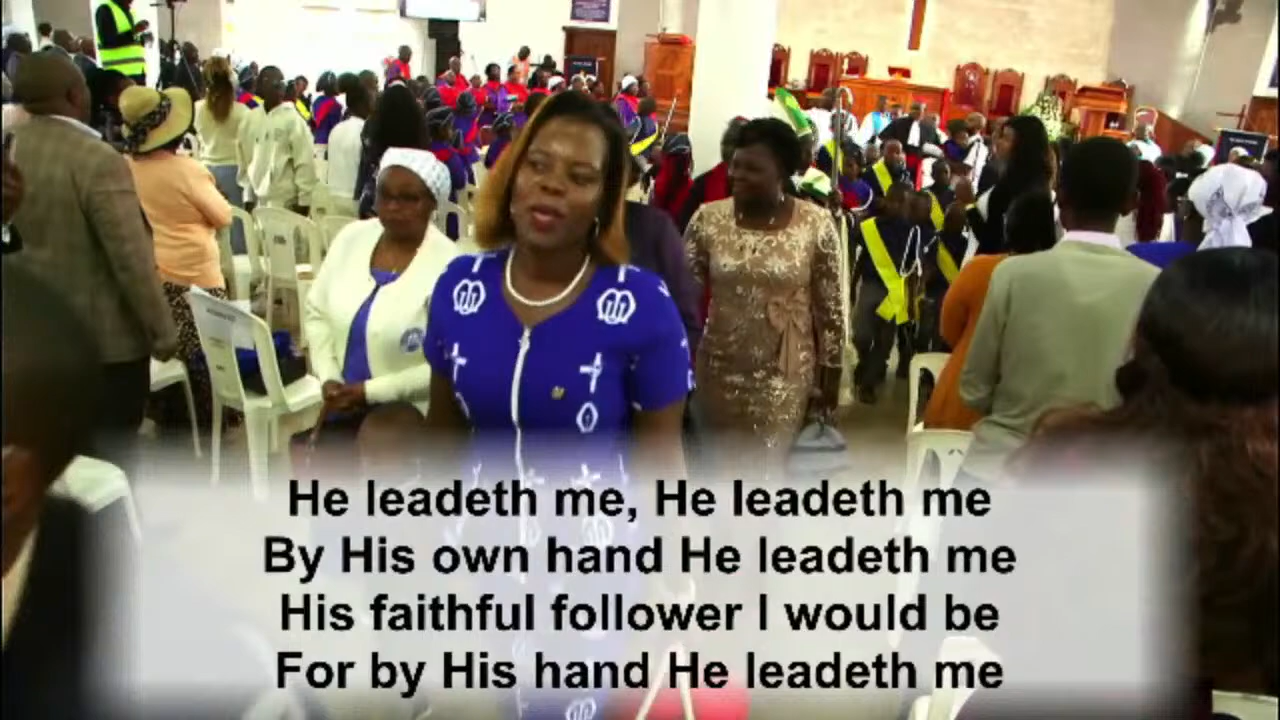 He leadeth me, He leadeth me
By His own hand He leadeth me
His faithful follower I would be
For by His hand He leadeth me